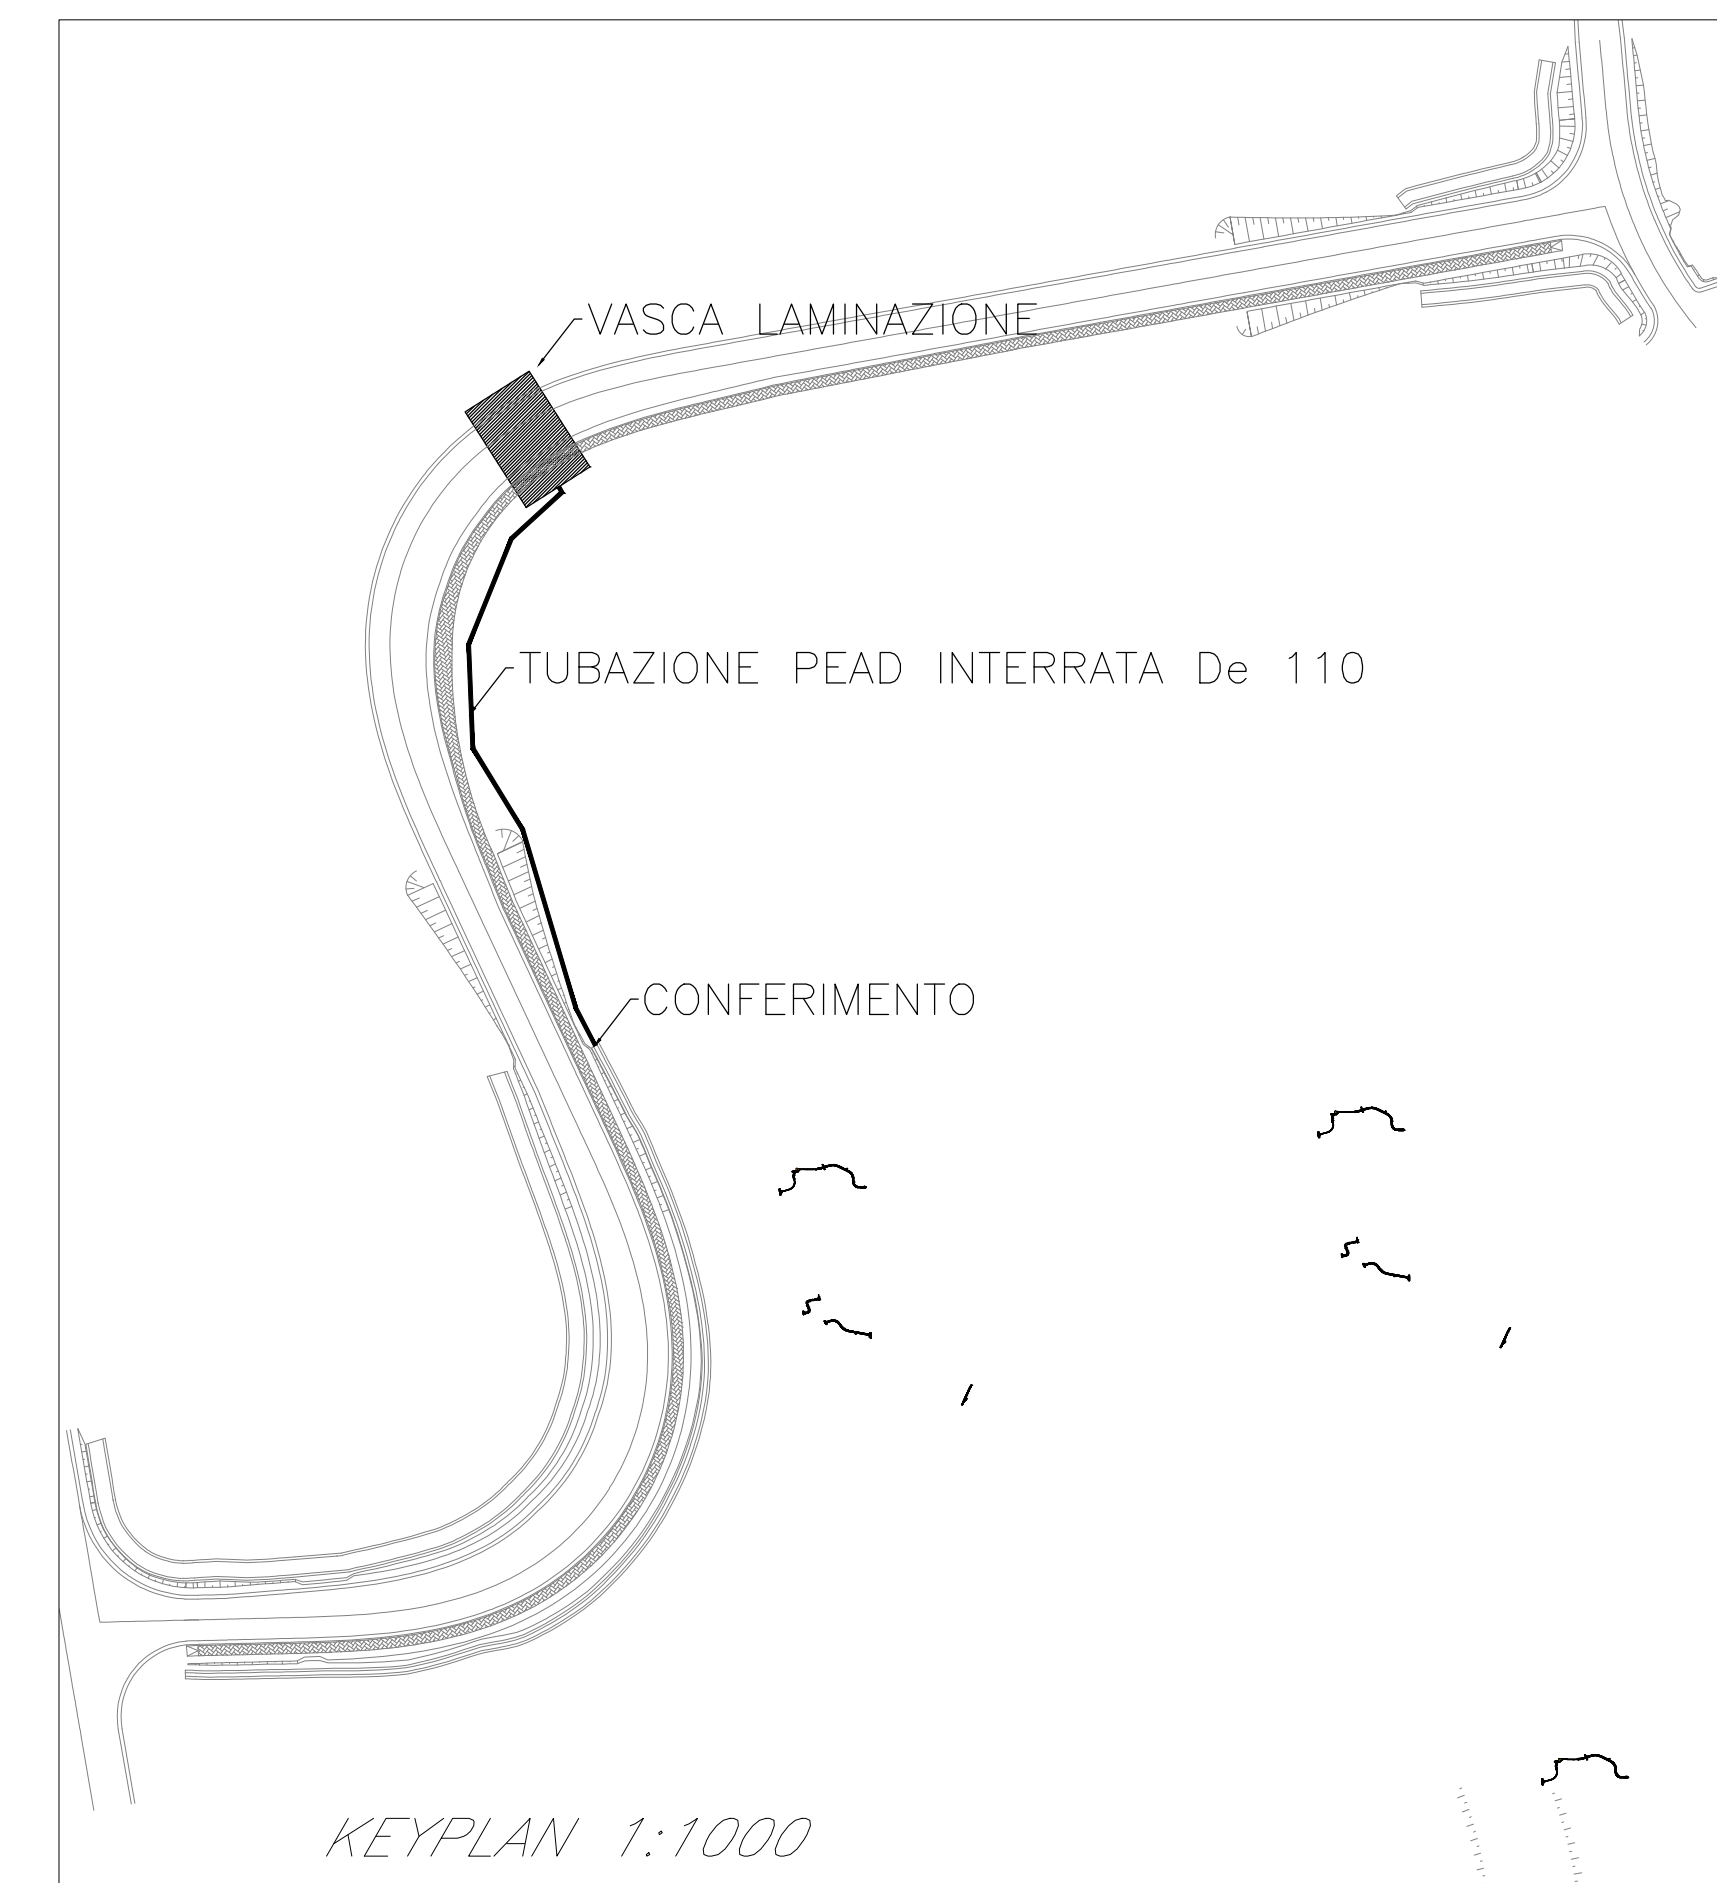 VASCA LAMINAZIONE
TUBAZIONE PEAD INTERRATA De 110
CONFERIMENTO
KEYPLAN 1:1000